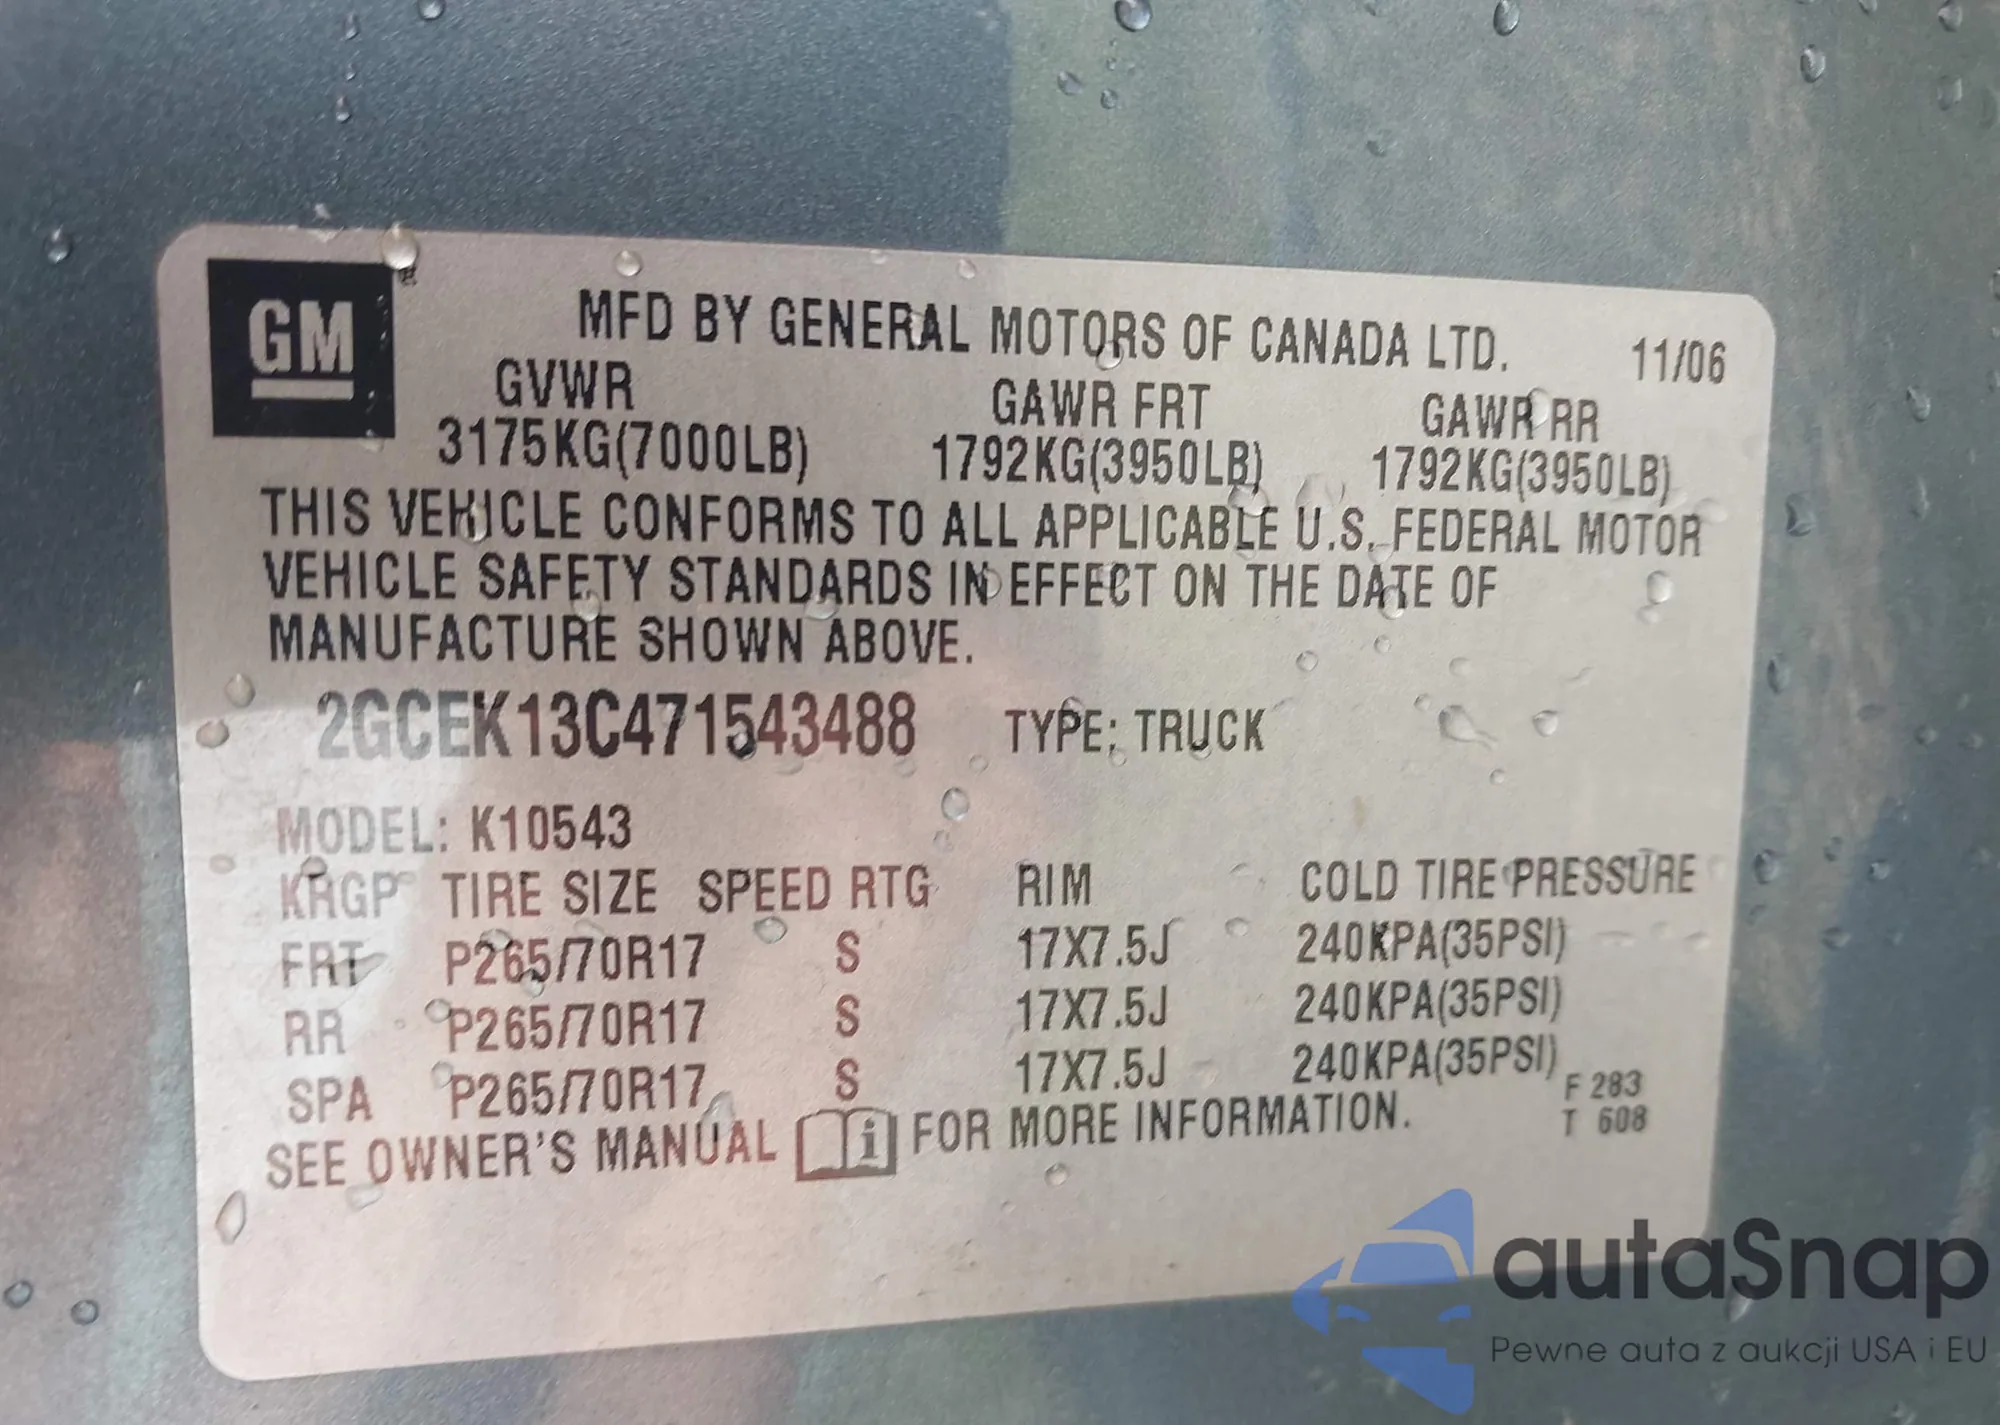 GM
MFD BY GENERAL MOTORS OF CANADA LTD. 11/06
GVWR GAWR FRT GAWR RR
3175KG(7000LB) 1792KG(3950LB) 1792KG(3950LB)
THIS VEHICLE CONFORMS TO ALL APPLICABLE U.S. FEDERAL MOTOR
VEHICLE SAFETY STANDARDS IN EFFECT ON THE DATE OF
MANUFACTURE SHOWN ABOVE.
2GCEK13C471543488 TYPE: TRUCK
MODEL: K10543
KRGP TIRE SIZE SPEED RTG RIM COLD TIRE PRESSURE
FRT P265/70R17 S 17X7.5J 240KPA(35PSI)
RR P265/70R17 S 17X7.5J 240KPA(35PSI)
SPA P265/70R17 S 17X7.5J 240KPA(35PSI)
F 283
T 608
SEE OWNER'S MANUAL i FOR MORE INFORMATION.
autaSnap
Pewne auta z aukcji USA i EU